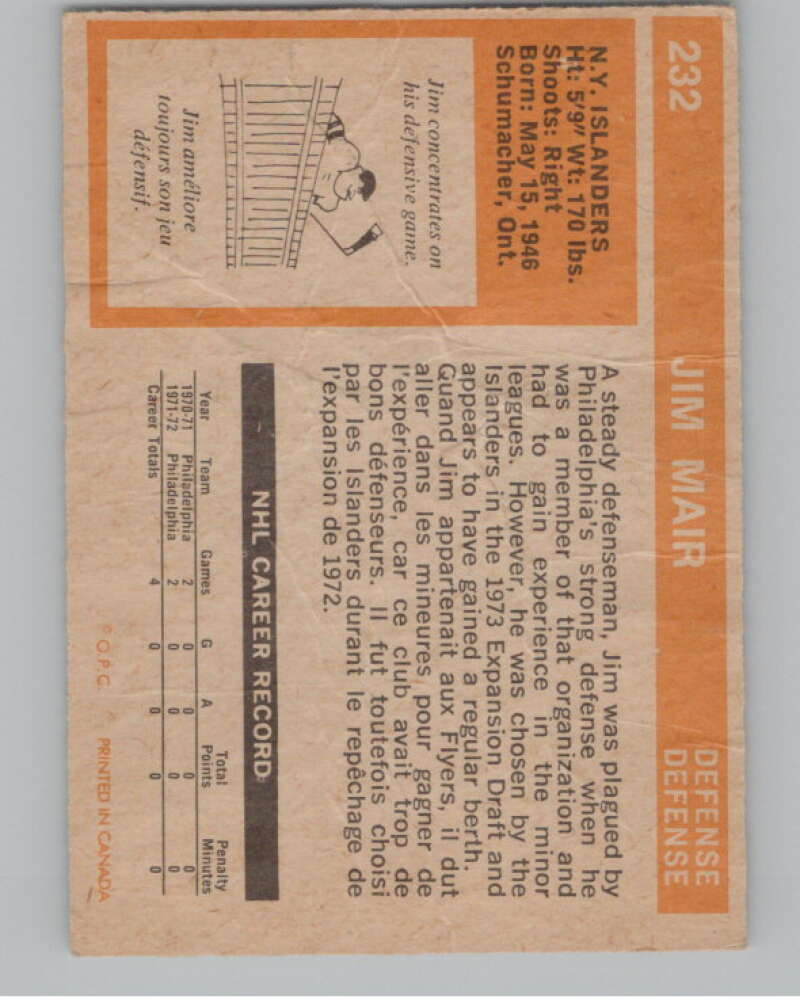 232
JIM MAIR
DEFENSE
DEFENSE
N.Y. ISLANDERS
Ht: 5'9" Wt: 170 lbs.
Shoots: Right
Born: May 15, 1946
Schumacher, Ont.
Jim concentrates on
his defensive game.
Jim améliore
toujours son jeu
défensif.
A steady defenseman, Jim was plagued by
Philadelphia's strong defense when he
was a member of that organization and
had to gain experience in the minor
leagues. However, he was chosen by the
Islanders in the 1973 Expansion Draft and
appears to have gained a regular berth.
Quand Jim appartenait aux Flyers, il dut
aller dans les mineures pour gagner de
l'expérience, car ce club avait trop de
bons défenseurs. Il fut toutefois choisi
par les Islanders durant le repêchage de
l'expansion de 1972.
NHL CAREER RECORD
Year Team Games G A Total Points Penalty Minutes
1970-71 Philadelphia 2 0 0 0 0
1971-72 Philadelphia 2 0 0 0 0
Career Totals 4 0 0 0 0
© O.P.C. PRINTED IN CANADA